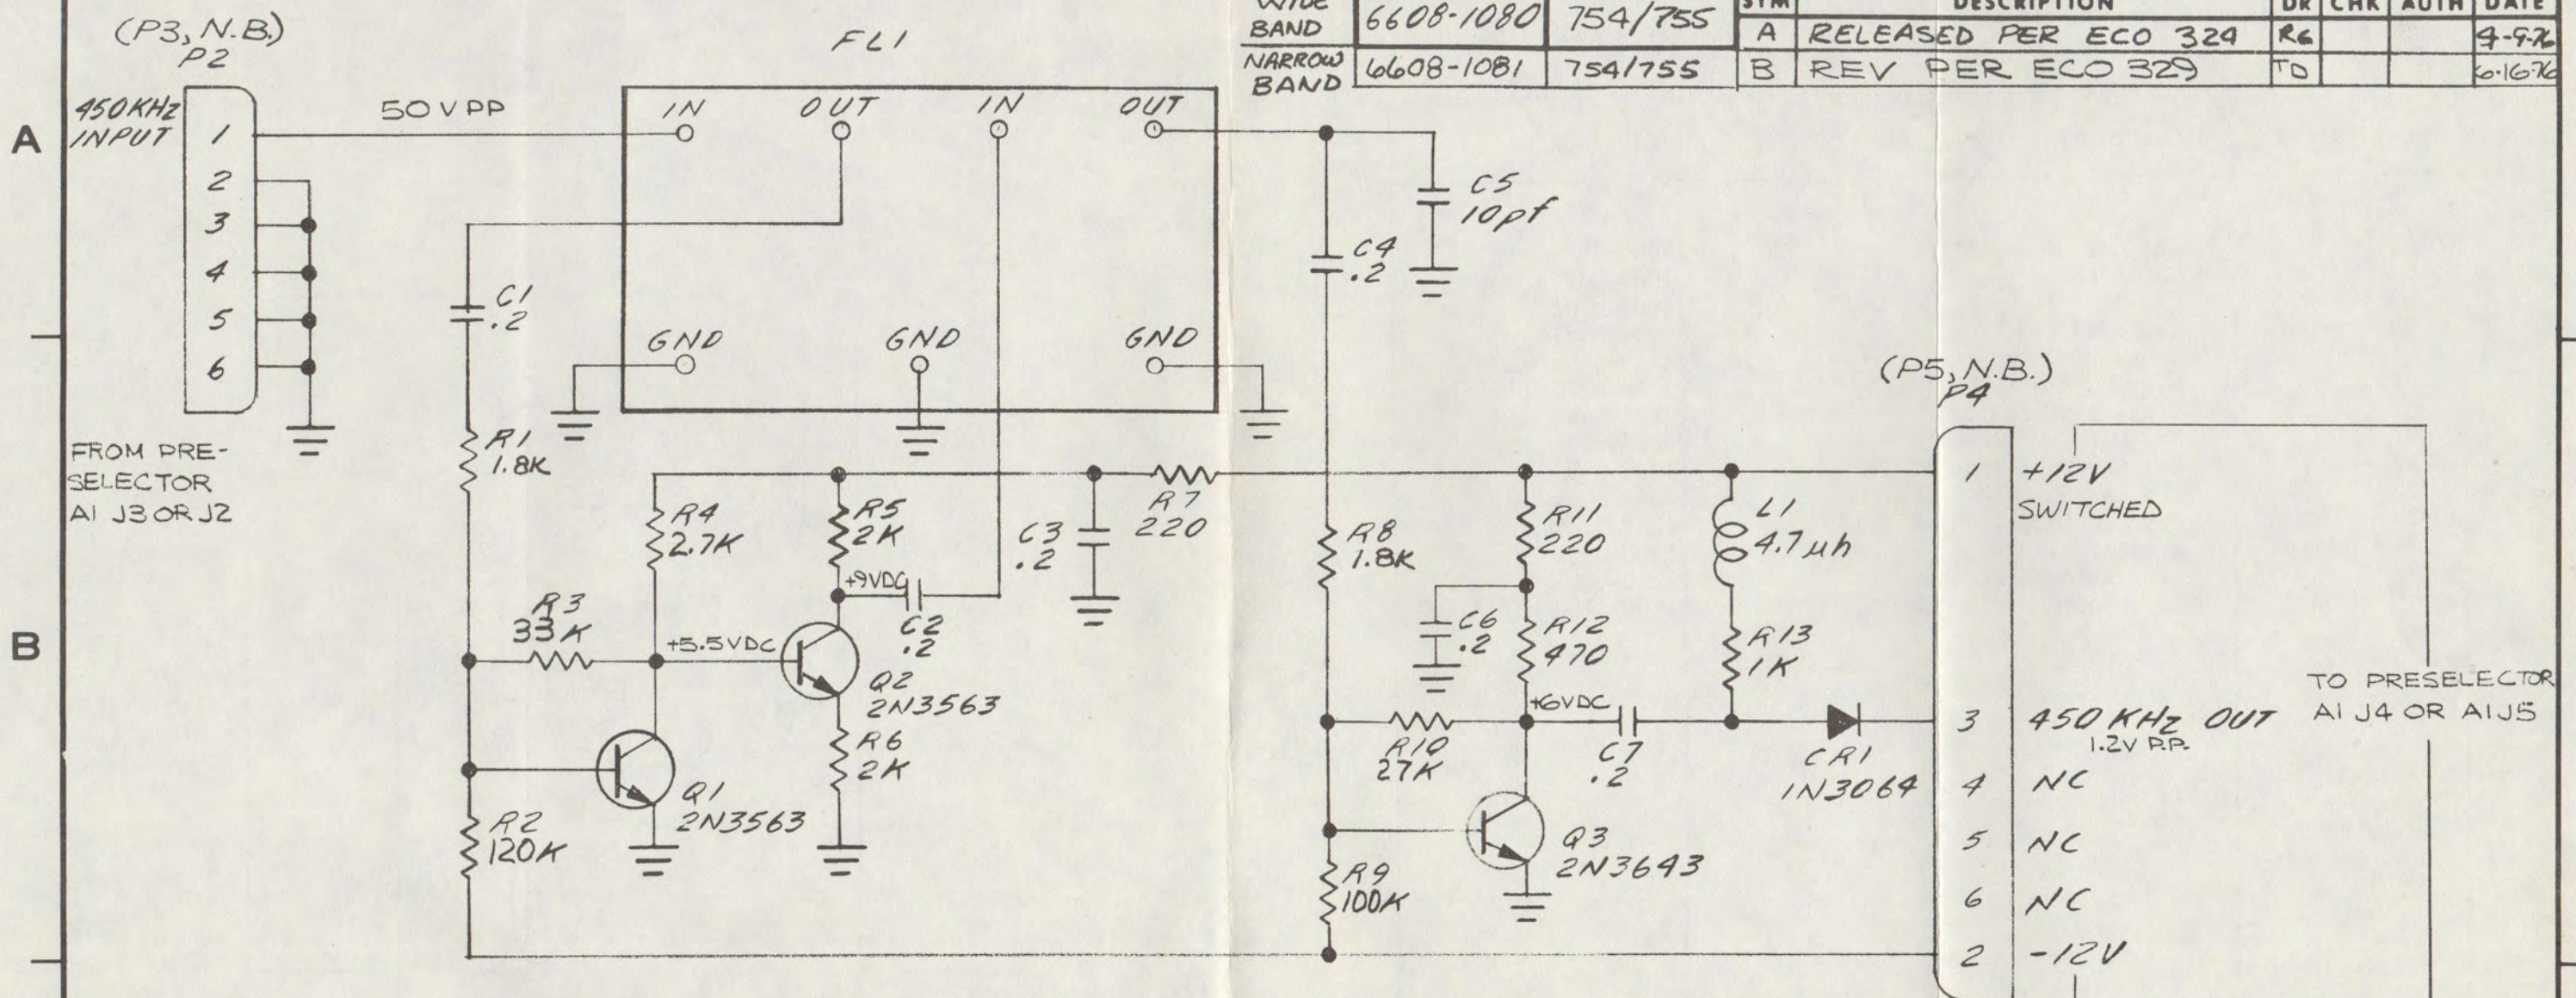 WIDE
BAND
6608-1080
754/755
NARROW
BAND
6608-1081
754/755
SYM
DESCRIPTION
DR
CHK
AUTH
DATE
A
RELEASED PER ECO 324
RG
4-9-76
B
REV PER ECO 329
TD
6-16-76
A
B
(P3, N.B.)
P2
450KHz
INPUT
1
2
3
4
5
6
FROM PRE-
SELECTOR
A1 J3 OR J2
50 V PP
FL1
IN
OUT
IN
OUT
GND
GND
GND
C1
.2
R1
1.8K
R3
33K
R2
120K
R4
2.7K
+5.5VDC
Q1
2N3563
R5
2K
+9VDC
C2
.2
Q2
2N3563
R6
2K
C3
.2
R7
220
C5
10pf
C4
.2
R8
1.8K
R9
100K
R10
27K
R11
220
C6
.2
R12
470
+6VDC
C7
.2
Q3
2N3643
L1
4.7µh
R13
1K
CR1
1N3064
(P5, N.B.)
P4
1
+12V
SWITCHED
3
450 KHz OUT
1.2V P.P.
4
NC
5
NC
6
NC
2
-12V
TO PRESELECTOR
A1 J4 OR A1J5